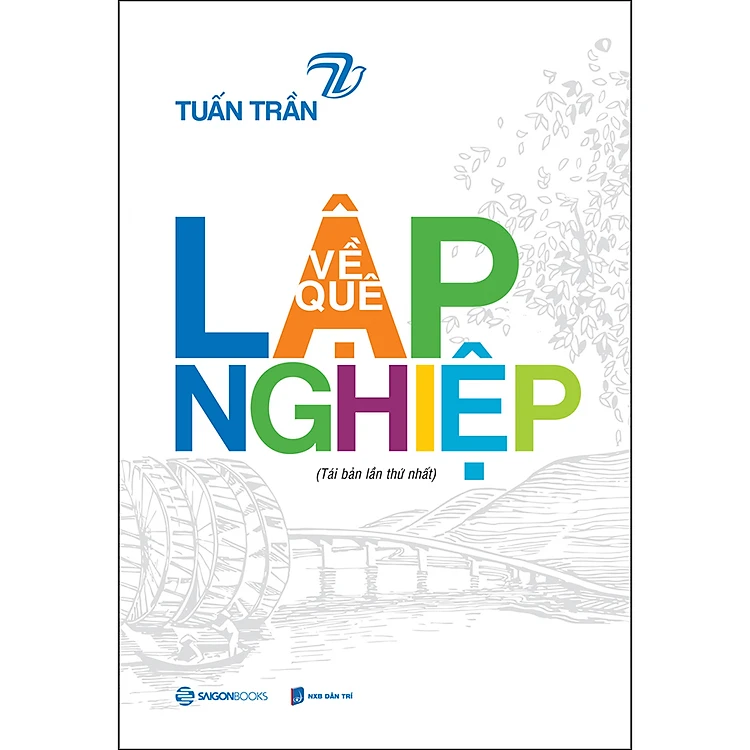 TUẤN TRẦN
VỀ
QUÊ
LẬP
NGHIỆP
(Tái bản lần thứ nhất)
SAIGONBOOKS
NXB DÂN TRÍ